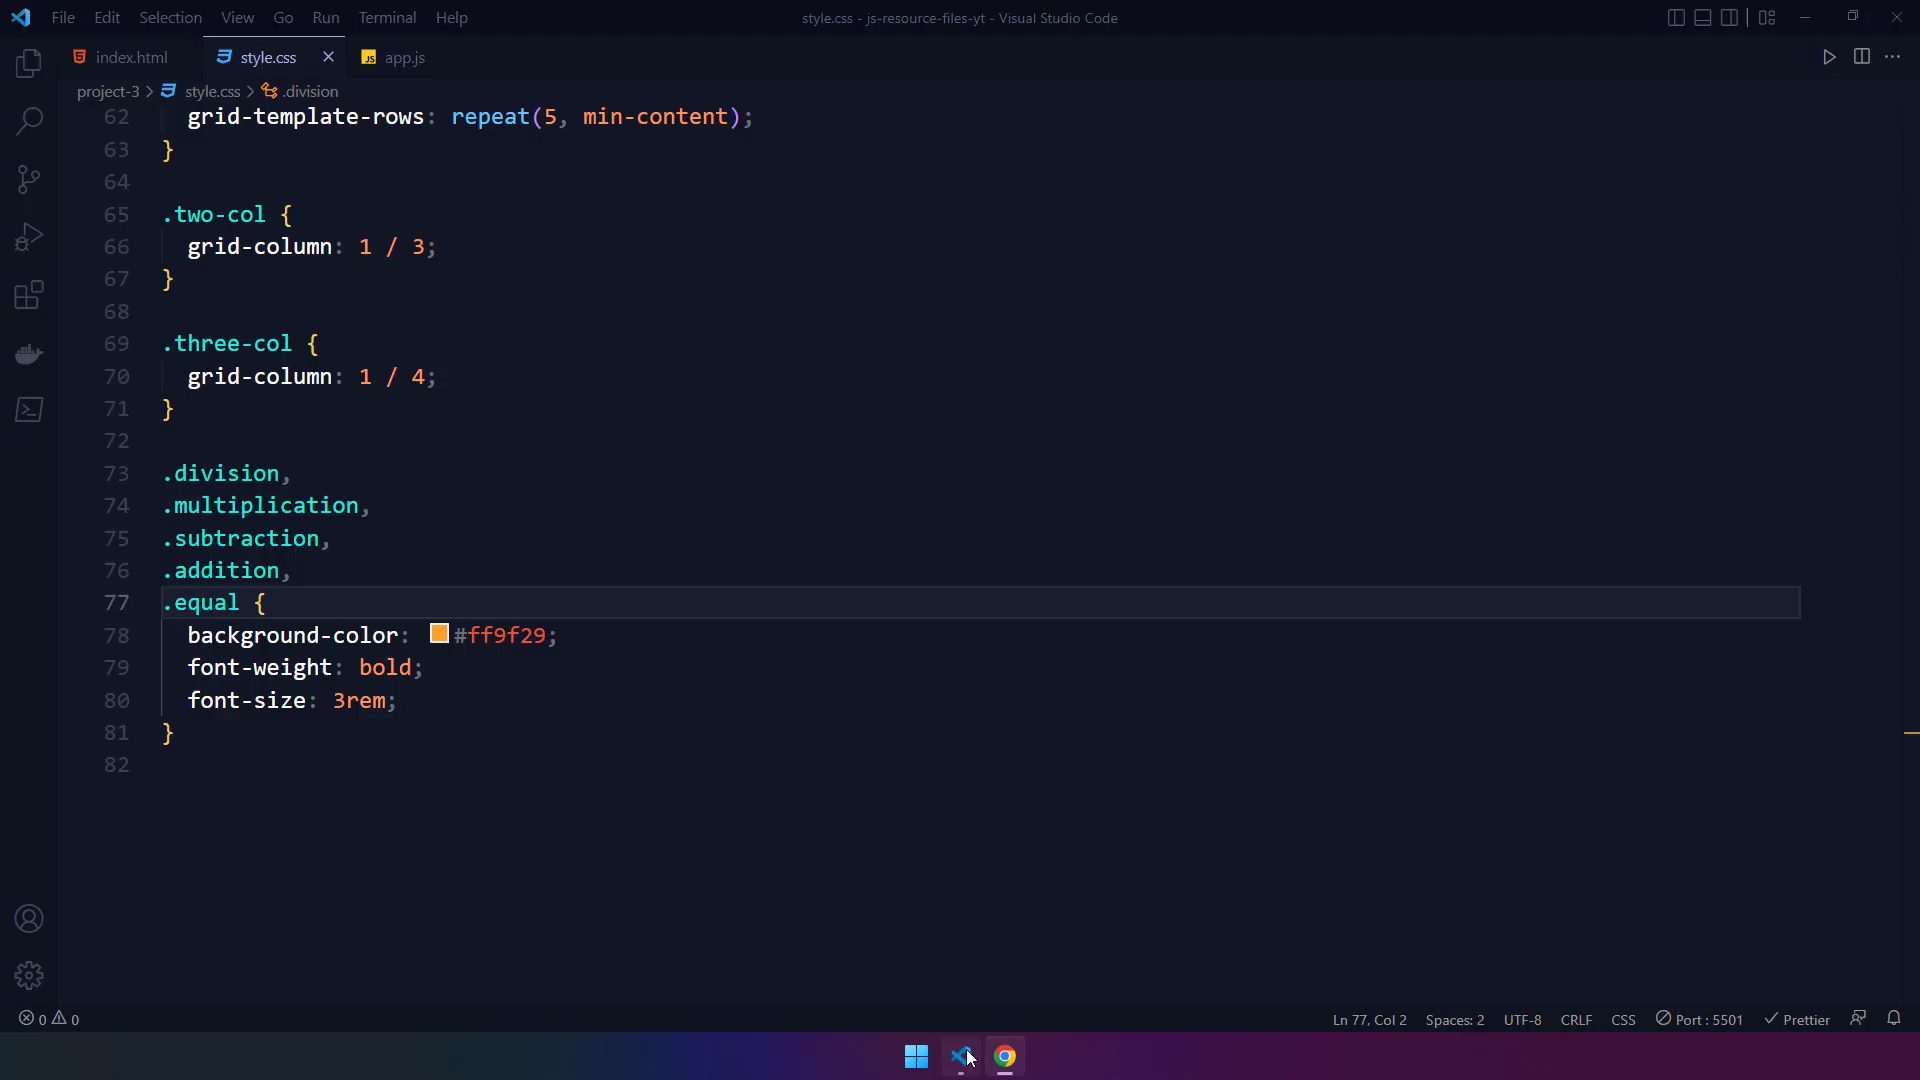 File Edit Selection View Go Run Terminal Help
style.css - js-resource-files-yt - Visual Studio Code
index.html
style.css
JS app.js
project-3 > style.css > .division
62 grid-template-rows: repeat(5, min-content);
63 }
64
65 .two-col {
66 grid-column: 1 / 3;
67 }
68
69 .three-col {
70 grid-column: 1 / 4;
71 }
72
73 .division,
74 .multiplication,
75 .subtraction,
76 .addition,
77 .equal {
78 background-color: #ff9f29;
79 font-weight: bold;
80 font-size: 3rem;
81 }
82
0 0
Ln 77, Col 2 Spaces: 2 UTF-8 CRLF CSS Port : 5501 Prettier